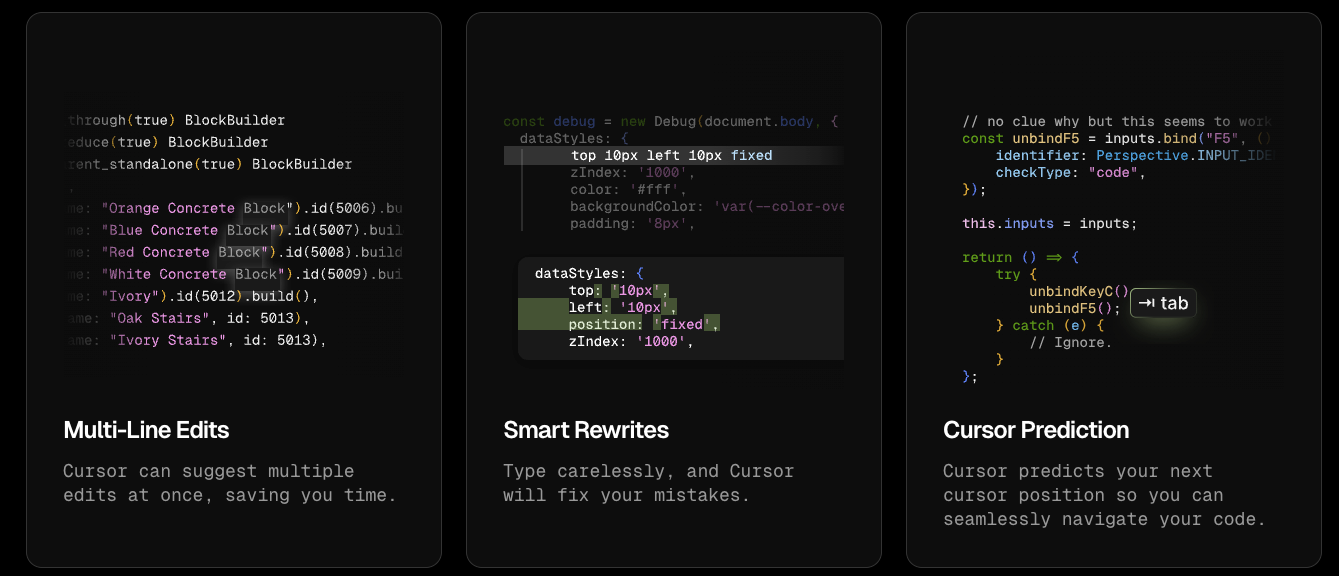 through(true) BlockBuilder
educe(true) BlockBuilder
rent_standalone(true) BlockBuilder
,
me: "Orange Concrete Block").id(5006).bu
me: "Blue Concrete Block").id(5007).buil
me: "Red Concrete Block").id(5008).build
me: "White Concrete Block").id(5009).bui
me: "Ivory").id(5012).build(),
ame: "Oak Stairs", id: 5013),
ame: "Ivory Stairs", id: 5013),
Multi-Line Edits
Cursor can suggest multiple
edits at once, saving you time.
const debug = new Debug(document.body, {
dataStyles: {
top 10px left 10px fixed
zIndex: '1000',
color: '#fff',
backgroundColor: 'var(--color-ove
padding: '8px',
dataStyles: {
top: '10px',
left: '10px',
position: 'fixed',
zIndex: '1000',
Smart Rewrites
Type carelessly, and Cursor
will fix your mistakes.
// no clue why but this seems to work
const unbindF5 = inputs.bind("F5", ()
identifier: Perspective.INPUT_IDE
checkType: "code",
});
this.inputs = inputs;
return () => {
try {
unbindKeyC()
unbindF5();
⇥ tab
} catch (e) {
// Ignore.
}
};
Cursor Prediction
Cursor predicts your next
cursor position so you can
seamlessly navigate your code.